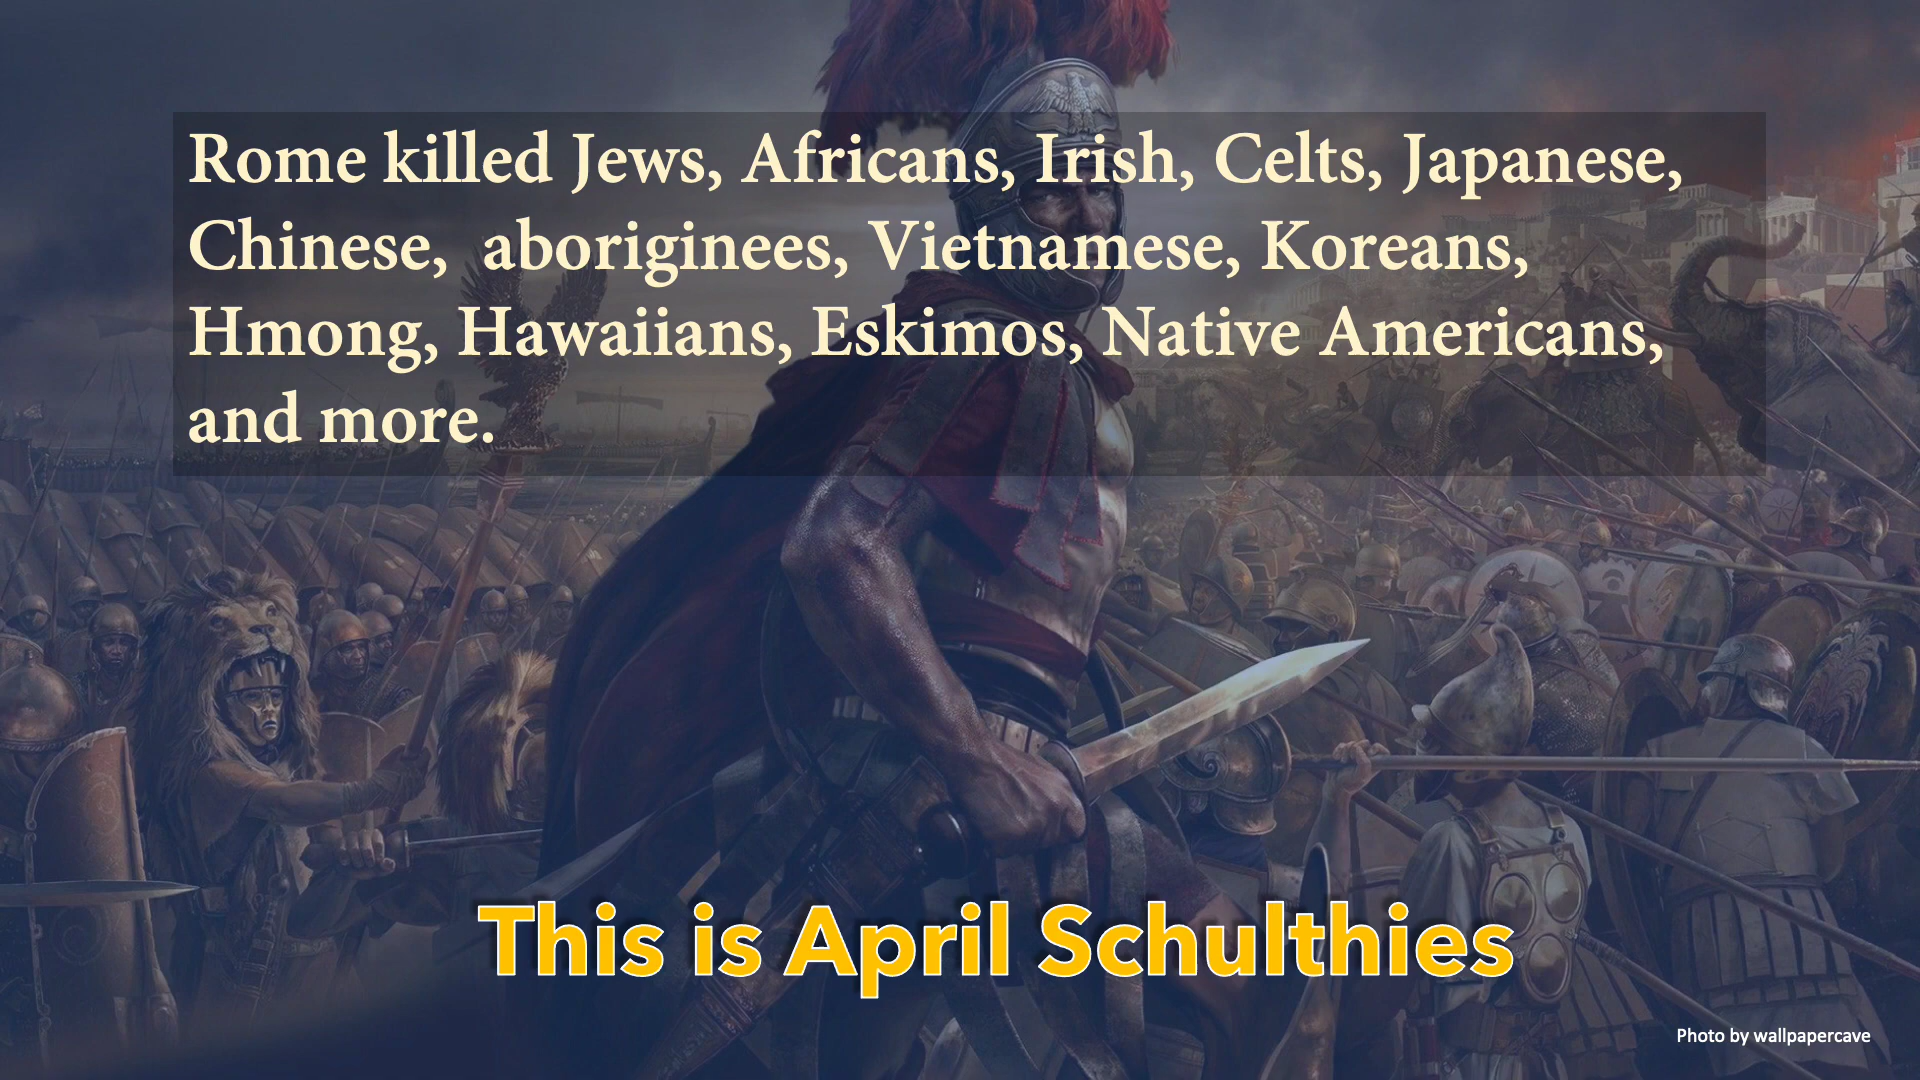 Rome killed Jews, Africans, Irish, Celts, Japanese,
Chinese,  aboriginees, Vietnamese, Koreans,
Hmong, Hawaiians, Eskimos, Native Americans,
and more.
This is April Schulthies
Photo by wallpapercave